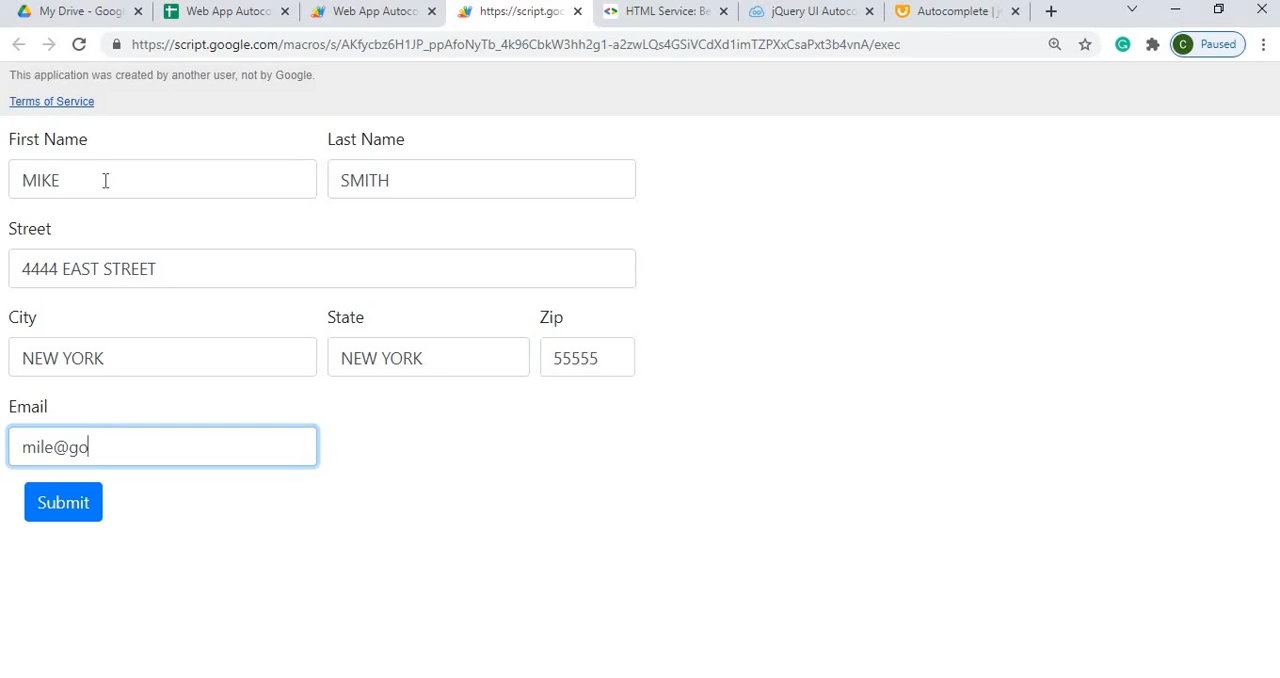 My Drive - Googl
Web App Autoco
Web App Autoco
https://script.goo
HTML Service: Be
jQuery UI Autoco
Autocomplete | j
https://script.google.com/macros/s/AKfycbz6H1JP_ppAfoNyTb_4k96CbkW3hh2g1-a2zwLQs4GSiVCdXd1imTZPXxCsaPxt3b4vnA/exec
C Paused
This application was created by another user, not by Google.
Terms of Service
First Name Last Name
MIKE SMITH
Street
4444 EAST STREET
City State Zip
NEW YORK NEW YORK 55555
Email
mile@go
Submit